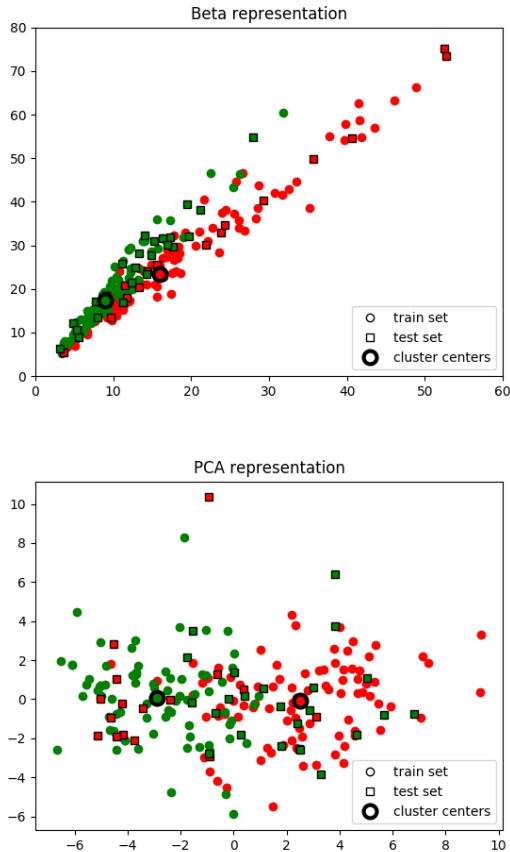 Beta representation
80
70
60
50
40
30
20
10
0
train set
test set
cluster centers
0 10 20 30 40 50 60
PCA representation
10
8
6
4
2
0
−2
−4
−6
train set
test set
cluster centers
−6 −4 −2 0 2 4 6 8 10